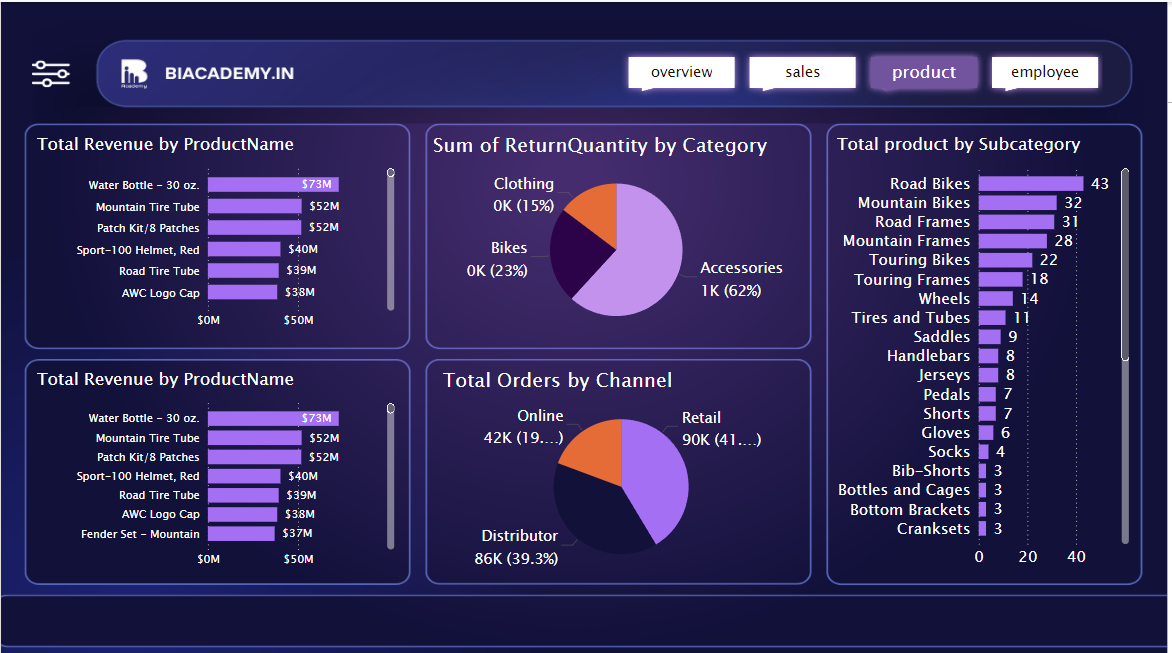 BIACADEMY.IN
Academy
overview
sales
product
employee
Total Revenue by ProductName
Water Bottle - 30 oz.
$73M
Mountain Tire Tube
$52M
Patch Kit/8 Patches
$52M
Sport-100 Helmet, Red
$40M
Road Tire Tube
$39M
AWC Logo Cap
$38M
$0M
$50M
Sum of ReturnQuantity by Category
Clothing
0K (15%)
Bikes
0K (23%)
Accessories
1K (62%)
Total product by Subcategory
Road Bikes 43
Mountain Bikes 32
Road Frames 31
Mountain Frames 28
Touring Bikes 22
Touring Frames 18
Wheels 14
Tires and Tubes 11
Saddles 9
Handlebars 8
Jerseys 8
Pedals 7
Shorts 7
Gloves 6
Socks 4
Bib-Shorts 3
Bottles and Cages 3
Bottom Brackets 3
Cranksets 3
0 20 40
Total Revenue by ProductName
Water Bottle - 30 oz.
$73M
Mountain Tire Tube
$52M
Patch Kit/8 Patches
$52M
Sport-100 Helmet, Red
$40M
Road Tire Tube
$39M
AWC Logo Cap
$38M
Fender Set - Mountain
$37M
$0M
$50M
Total Orders by Channel
Online
42K (19....)
Retail
90K (41....)
Distributor
86K (39.3%)